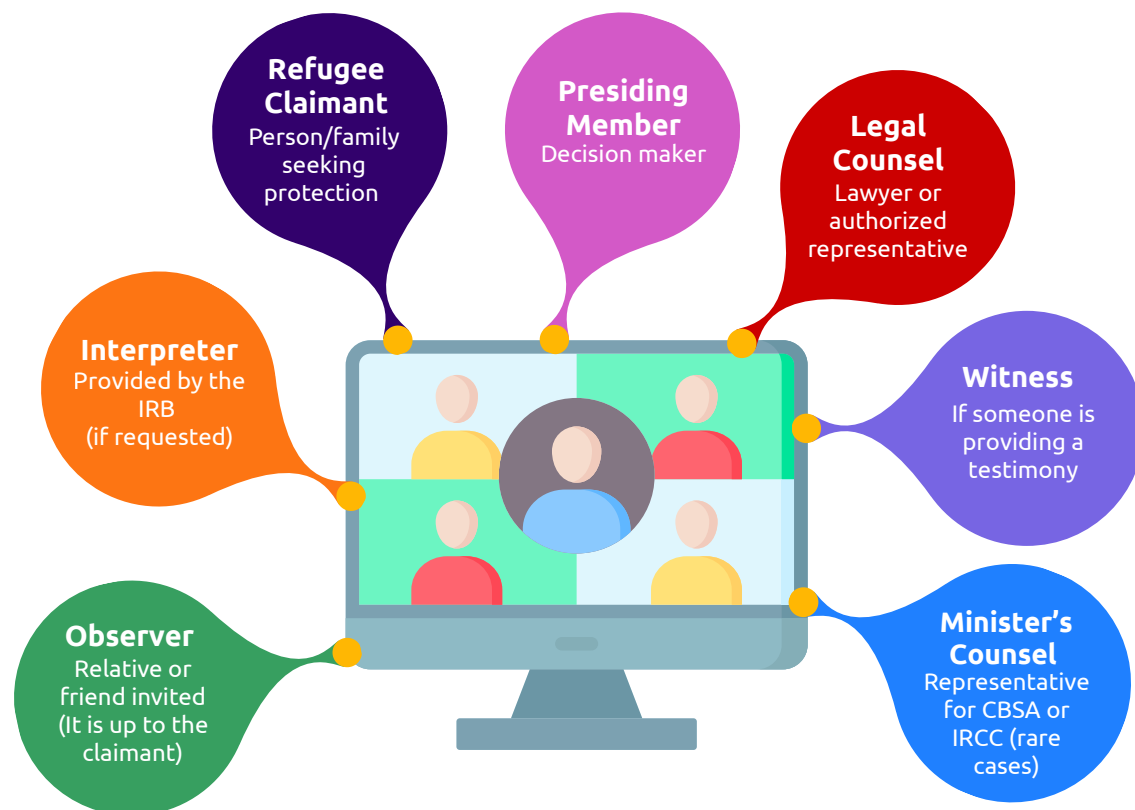 Refugee
Claimant
Person/family
seeking
protection
Presiding
Member
Decision maker
Legal
Counsel
Lawyer or
authorized
representative
Interpreter
Provided by the
IRB
(if requested)
Witness
If someone is
providing a
testimony
Observer
Relative or
friend invited
(It is up to the
claimant)
Minister’s
Counsel
Representative
for CBSA or
IRCC (rare
cases)